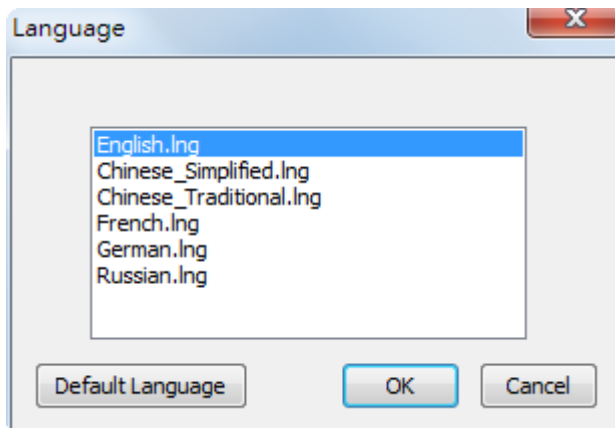 Language
English.lng
Chinese_Simplified.lng
Chinese_Traditional.lng
French.lng
German.lng
Russian.lng
Default Language OK Cancel